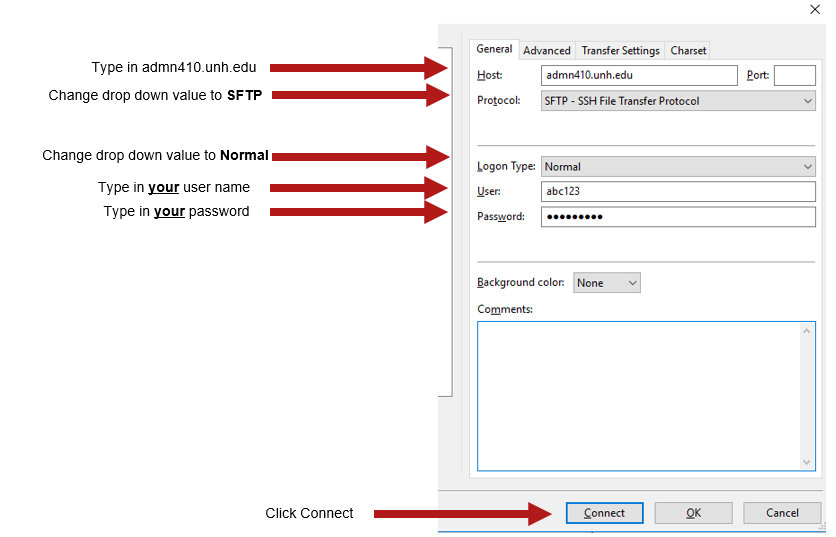 General Advanced Transfer Settings Charset
Type in admn410.unh.edu
Host: admn410.unh.edu Port:
Change drop down value to SFTP
Protocol: SFTP - SSH File Transfer Protocol
Change drop down value to Normal
Logon Type: Normal
Type in your user name
User: abc123
Type in your password
Password: ●●●●●●●●●
Background color: None
Comments:
Click Connect
Connect OK Cancel